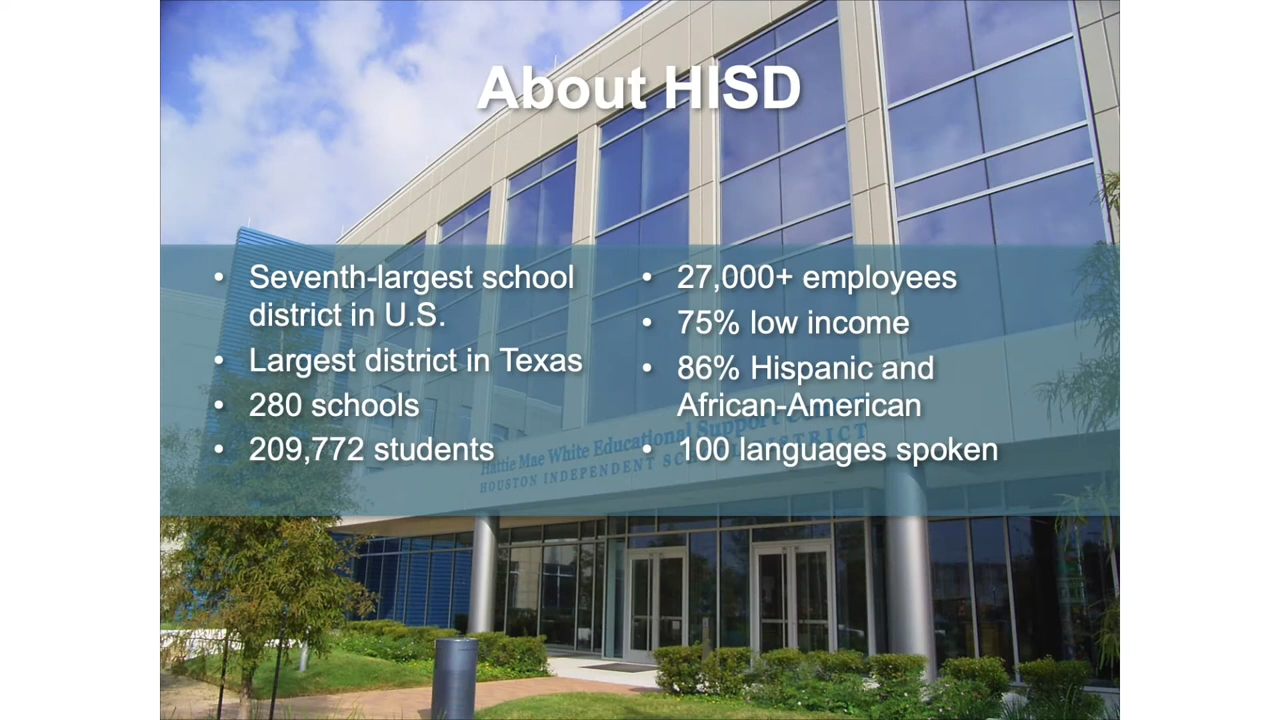 About HISD
• Seventh-largest school
district in U.S.
• Largest district in Texas
• 280 schools
• 209,772 students
• 27,000+ employees
• 75% low income
• 86% Hispanic and
African-American
• 100 languages spoken
Hattie Mae White Educational Support
HOUSTON INDEPENDENT SCHOOL DISTRICT